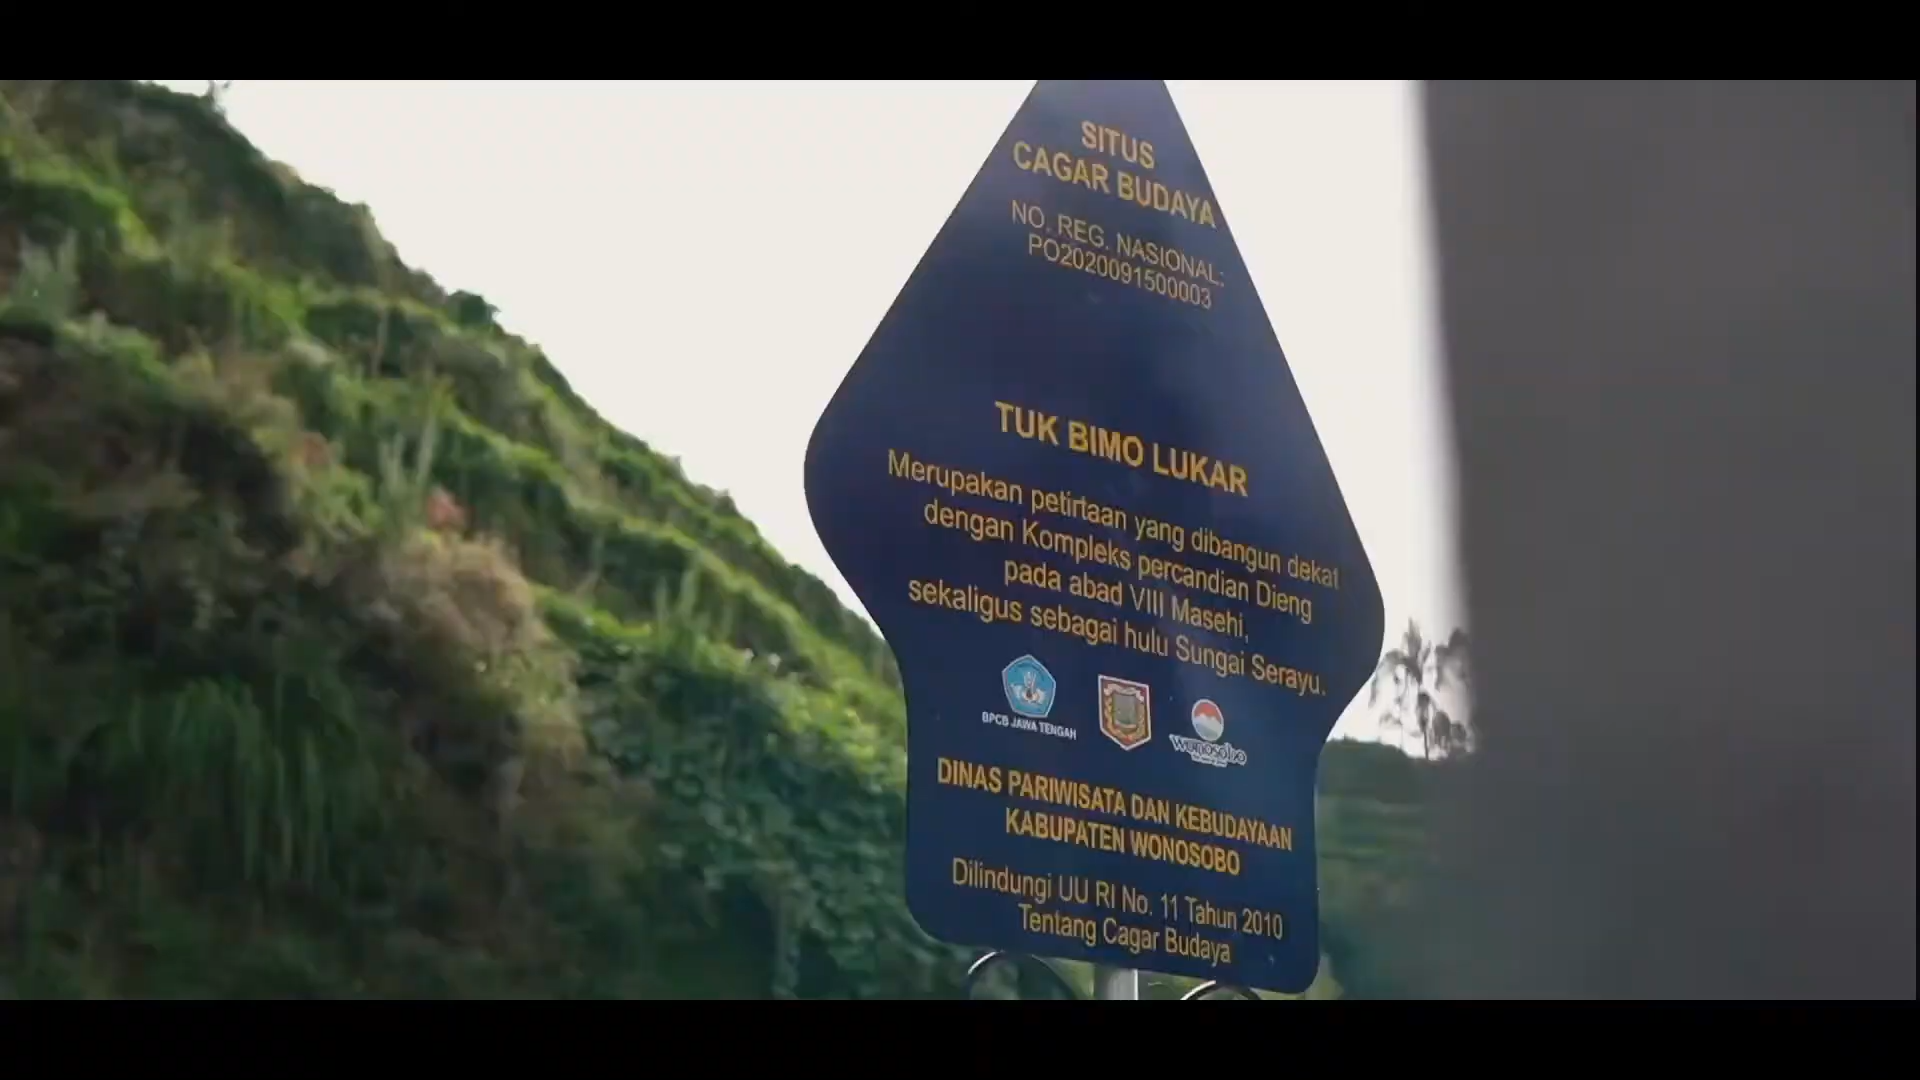 SITUS
CAGAR BUDAYA
NO. REG. NASIONAL:
PO2020091500003
TUK BIMO LUKAR
Merupakan petirtaan yang dibangun dekat
dengan Kompleks percandian Dieng
pada abad VIII Masehi,
sekaligus sebagai hulu Sungai Serayu.
BPCB JAWA TENGAH
Wonosobo
DINAS PARIWISATA DAN KEBUDAYAAN
KABUPATEN WONOSOBO
Dilindungi UU RI No. 11 Tahun 2010
Tentang Cagar Budaya